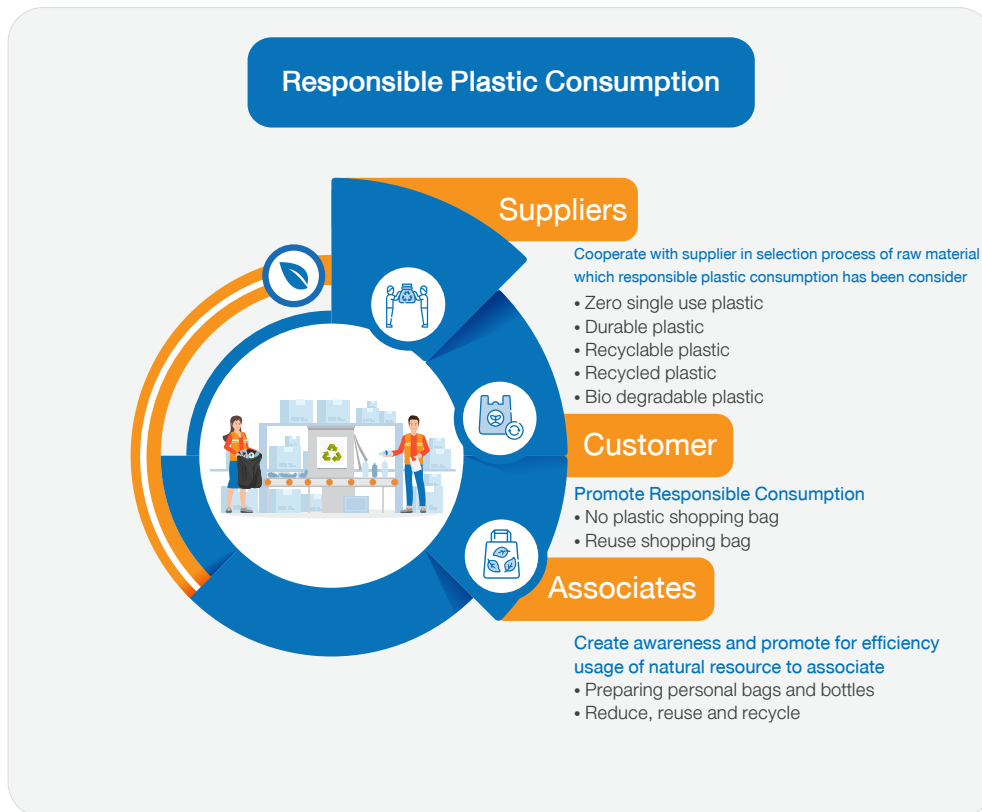 Responsible Plastic Consumption
Suppliers
Cooperate with supplier in selection process of raw material
which responsible plastic consumption has been consider
• Zero single use plastic
• Durable plastic
• Recyclable plastic
• Recycled plastic
• Bio degradable plastic
Customer
Promote Responsible Consumption
• No plastic shopping bag
• Reuse shopping bag
Associates
Create awareness and promote for efficiency
usage of natural resource to associate
• Preparing personal bags and bottles
• Reduce, reuse and recycle